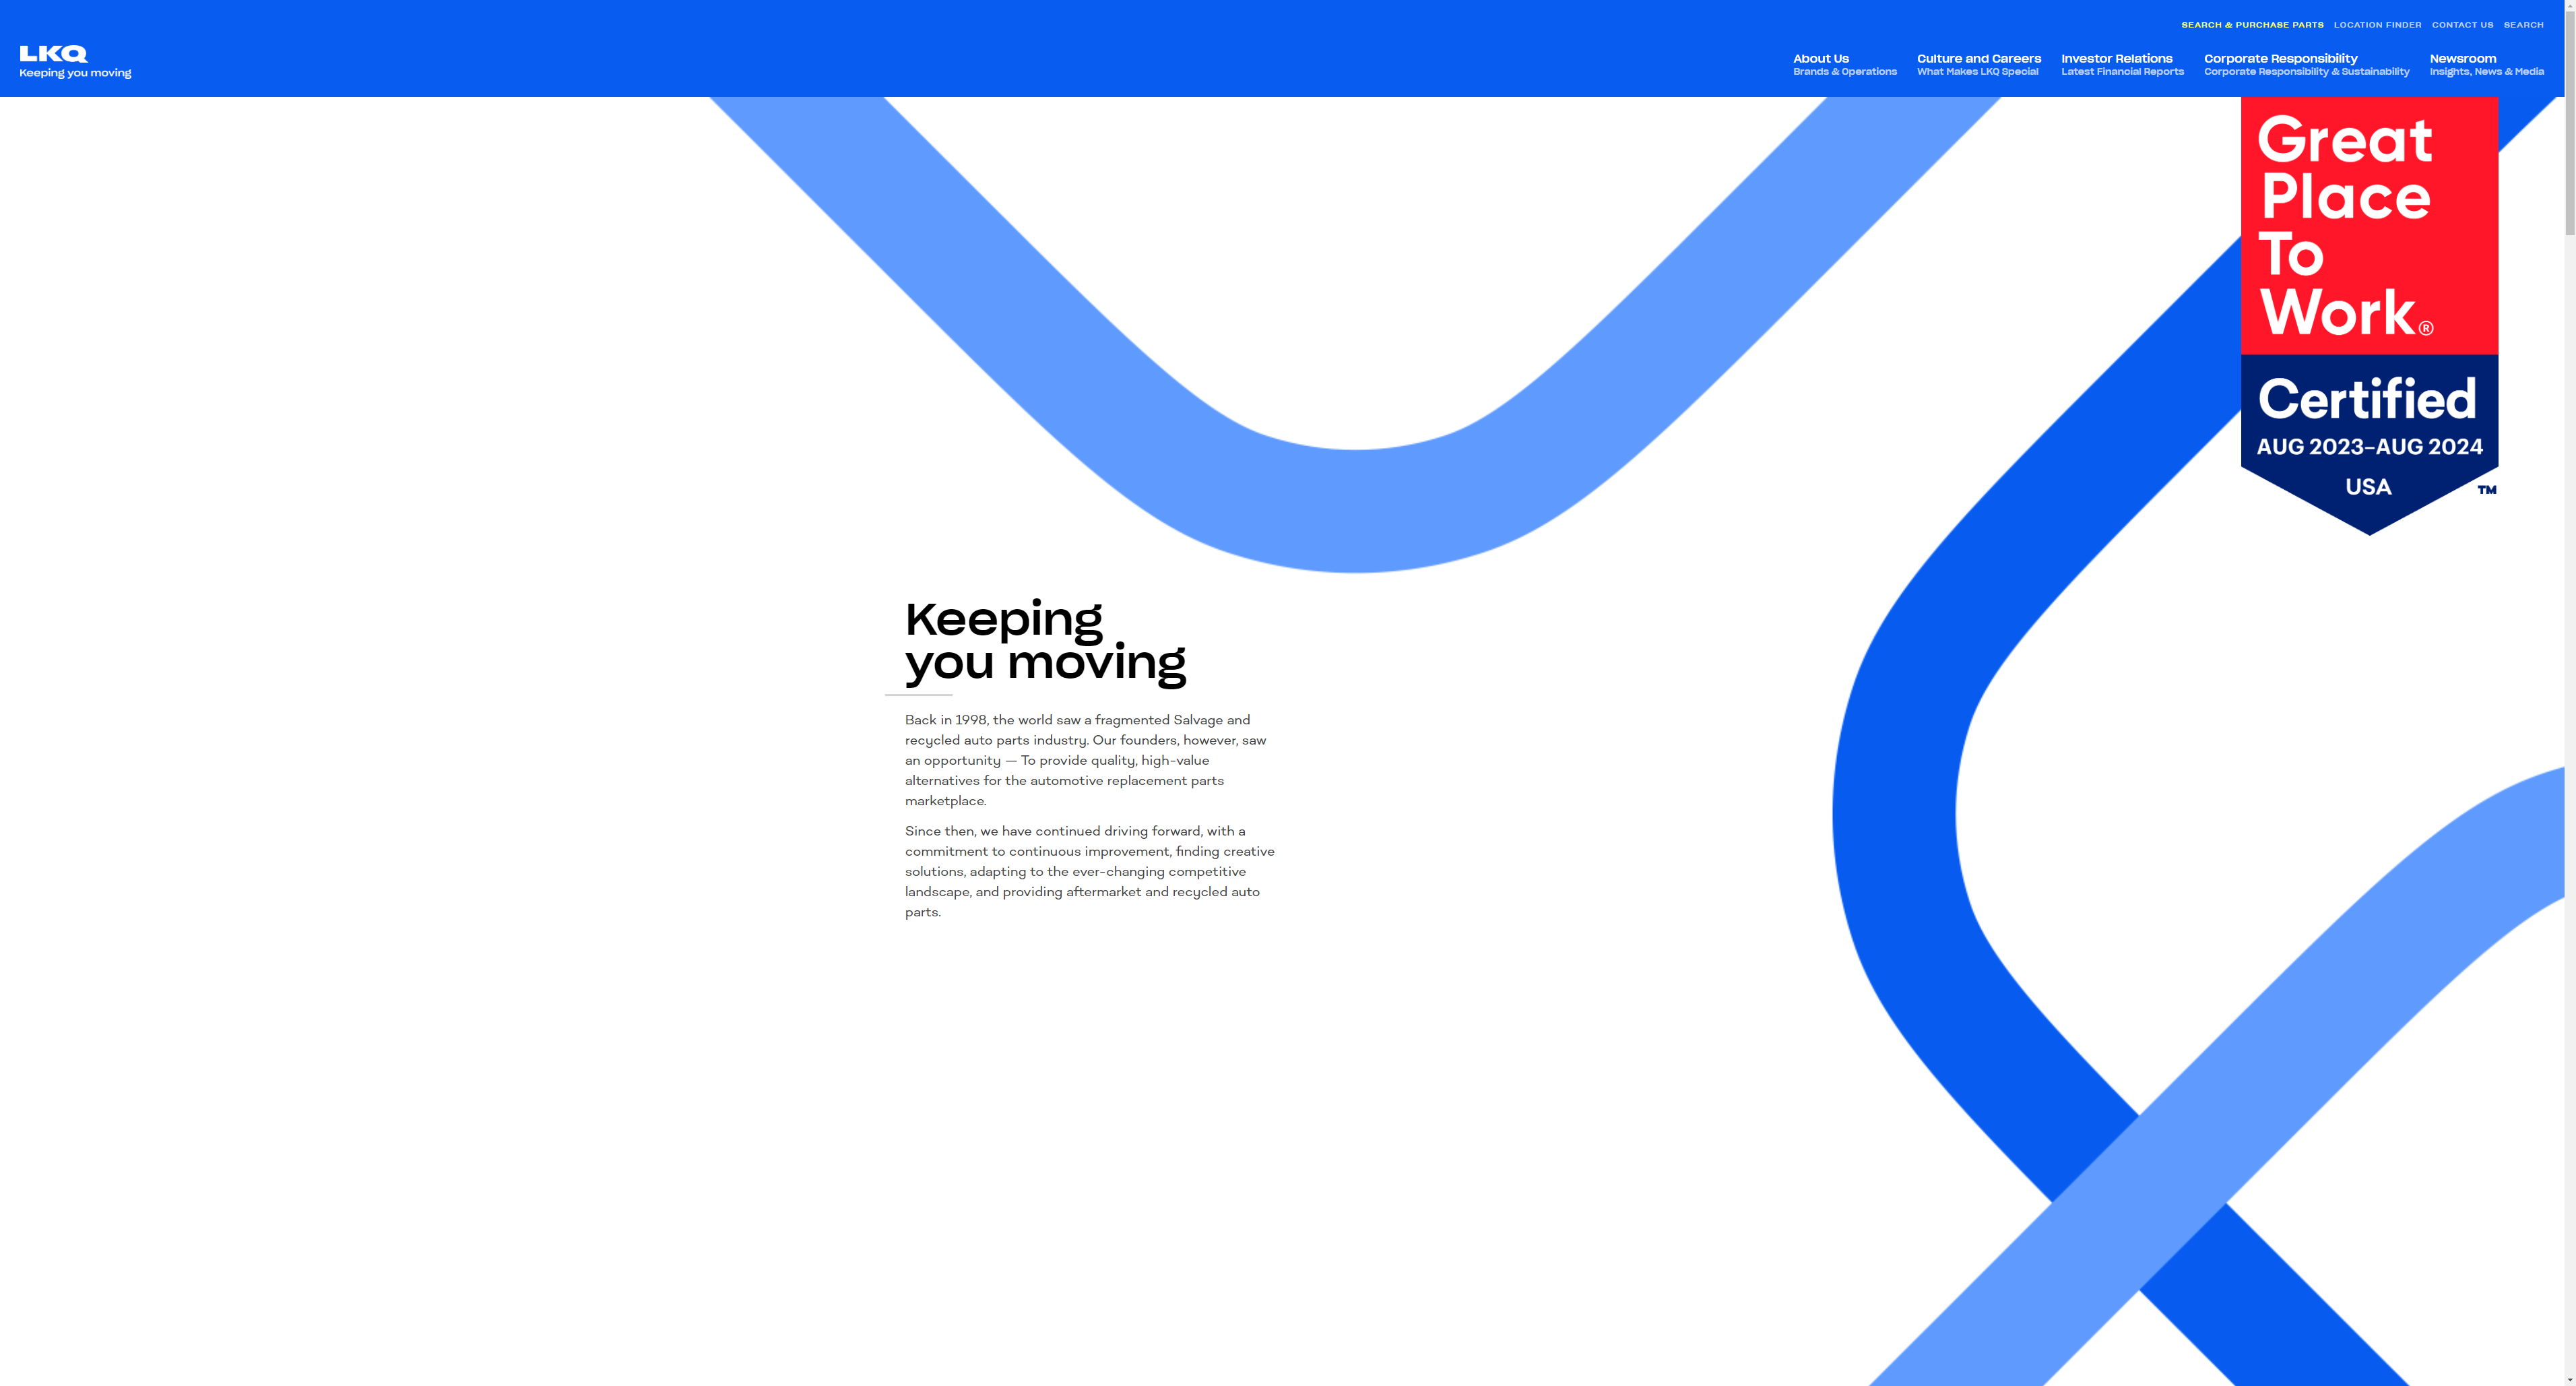 SEARCH & PURCHASE PARTS LOCATION FINDER CONTACT US SEARCH
LKQ
Keeping you moving
About Us Culture and Careers Investor Relations Corporate Responsibility Newsroom
Brands & Operations What Makes LKQ Special Latest Financial Reports Corporate Responsibility & Sustainability Insights, News & Media
Great
Place
To
Work®
Certified
AUG 2023–AUG 2024
USA
™
Keeping
you moving
Back in 1998, the world saw a fragmented Salvage and
recycled auto parts industry. Our founders, however, saw
an opportunity — To provide quality, high-value
alternatives for the automotive replacement parts
marketplace.
Since then, we have continued driving forward, with a
commitment to continuous improvement, finding creative
solutions, adapting to the ever-changing competitive
landscape, and providing aftermarket and recycled auto
parts.